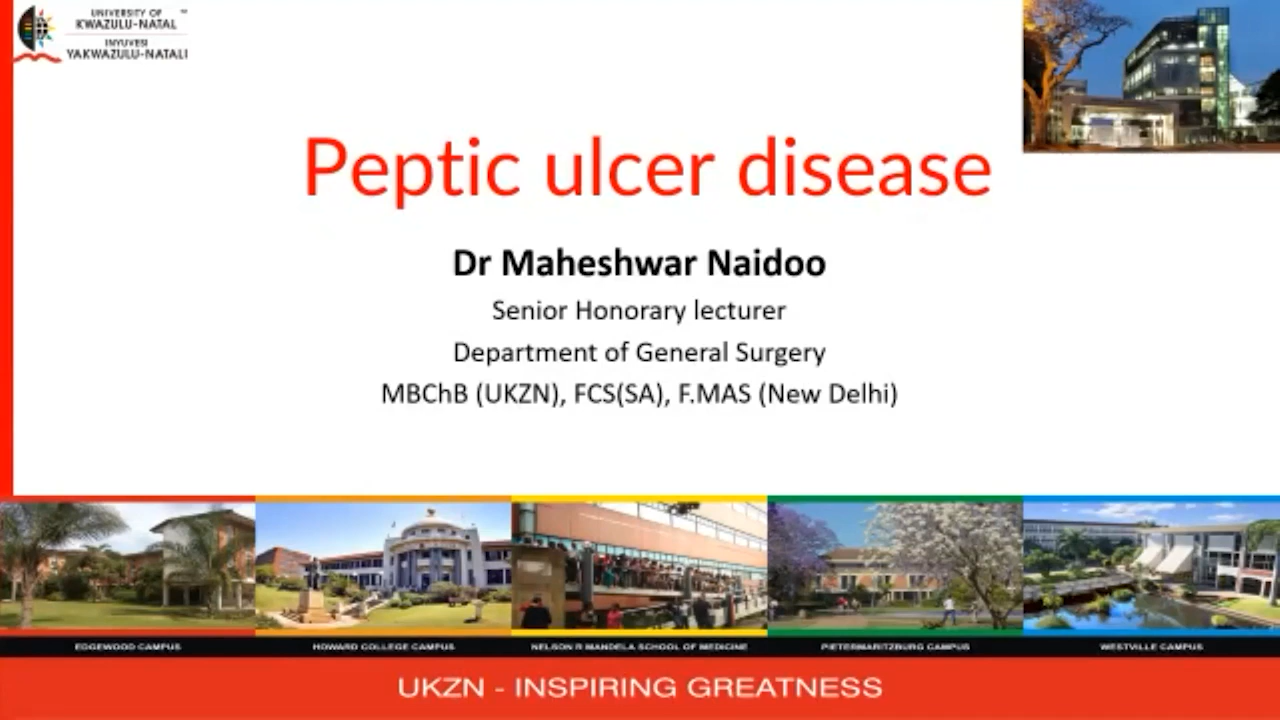 UNIVERSITY OF
KWAZULU-NATAL
INYUVESI
YAKWAZULU-NATALI
Peptic ulcer disease
Dr Maheshwar Naidoo
Senior Honorary lecturer
Department of General Surgery
MBChB (UKZN), FCS(SA), F.MAS (New Delhi)
EDGEWOOD CAMPUS
HOWARD COLLEGE CAMPUS
NELSON R MANDELA SCHOOL OF MEDICINE
PIETERMARITZBURG CAMPUS
WESTVILLE CAMPUS
UKZN - INSPIRING GREATNESS